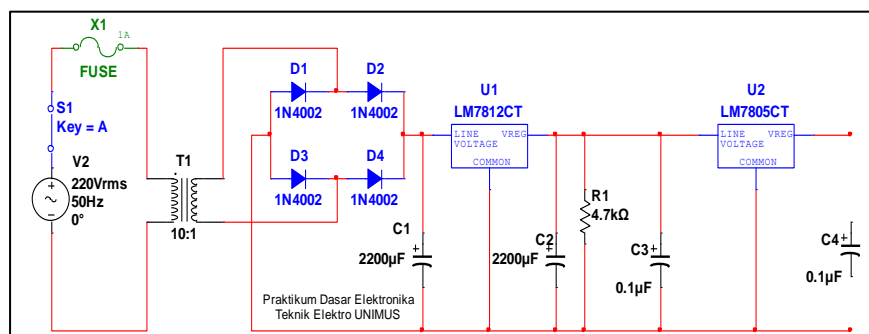 X1
1A
FUSE
S1
Key = A
V2
220Vrms
50Hz
0°
T1
10:1
D1
1N4002
D2
1N4002
D3
1N4002
D4
1N4002
C1
2200µF
U1
LM7812CT
LINE VREG
VOLTAGE
COMMON
C2
2200µF
R1
4.7kΩ
C3
0.1µF
U2
LM7805CT
LINE VREG
VOLTAGE
COMMON
C4
0.1µF
Praktikum Dasar Elektronika
Teknik Elektro UNIMUS